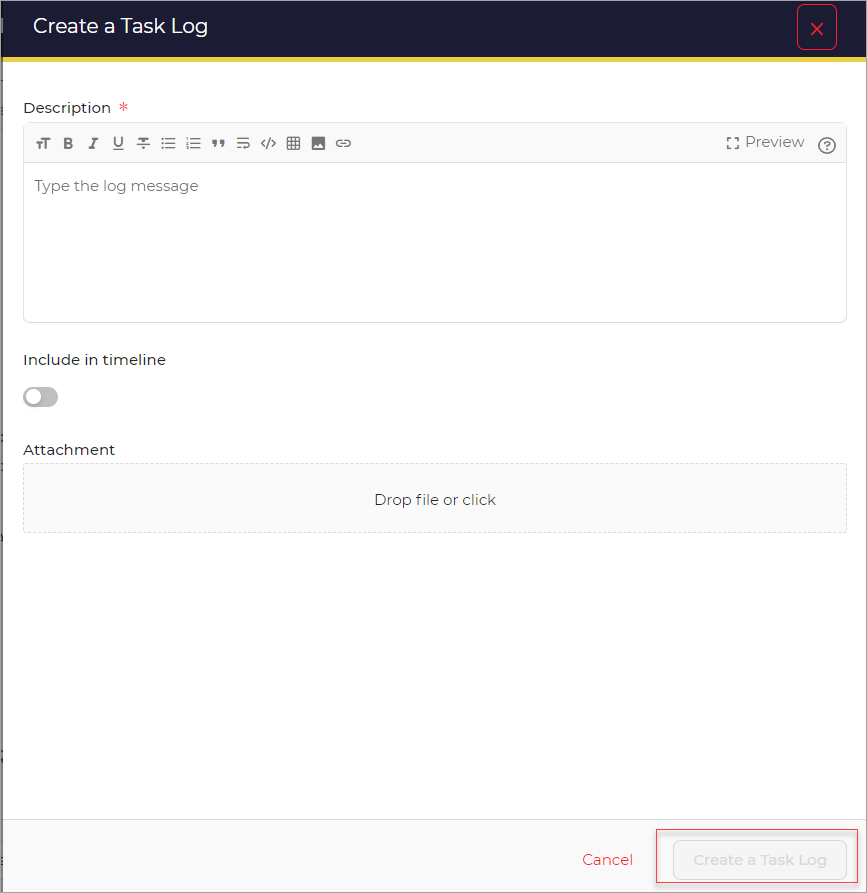 Create a Task Log
Description *
Preview
Type the log message
Include in timeline
Attachment
Drop file or click
Cancel
Create a Task Log